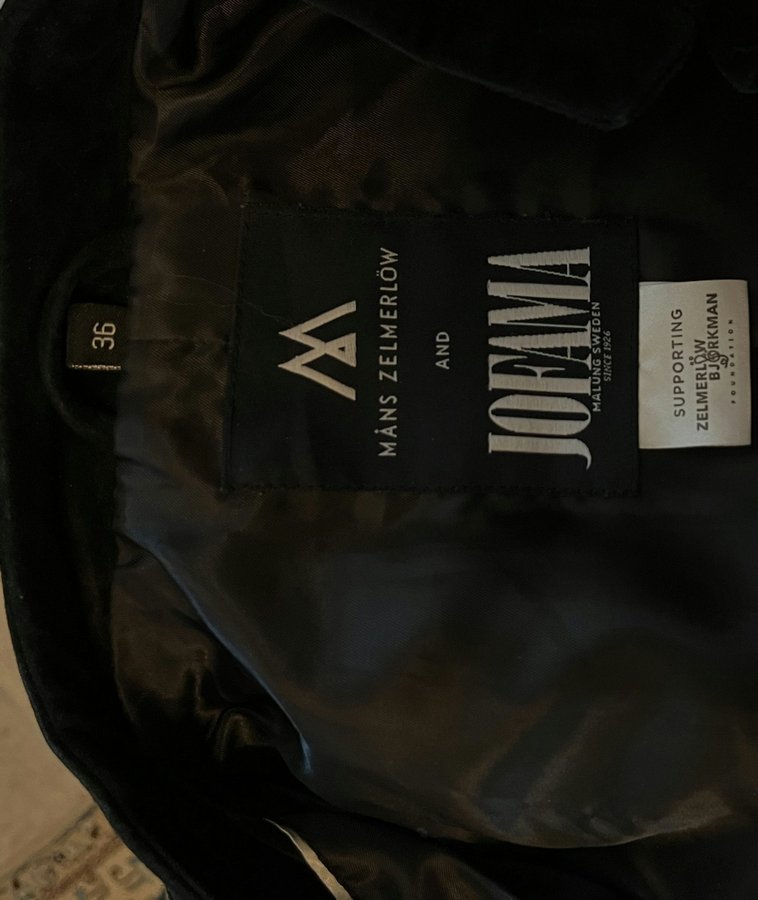 36
MÅNS ZELMERLÖW
AND
JOFAMA
MALUNG SWEDEN
SINCE 1926
SUPPORTING
ZELMERLÖW
BJÖRKMAN
FOUNDATION